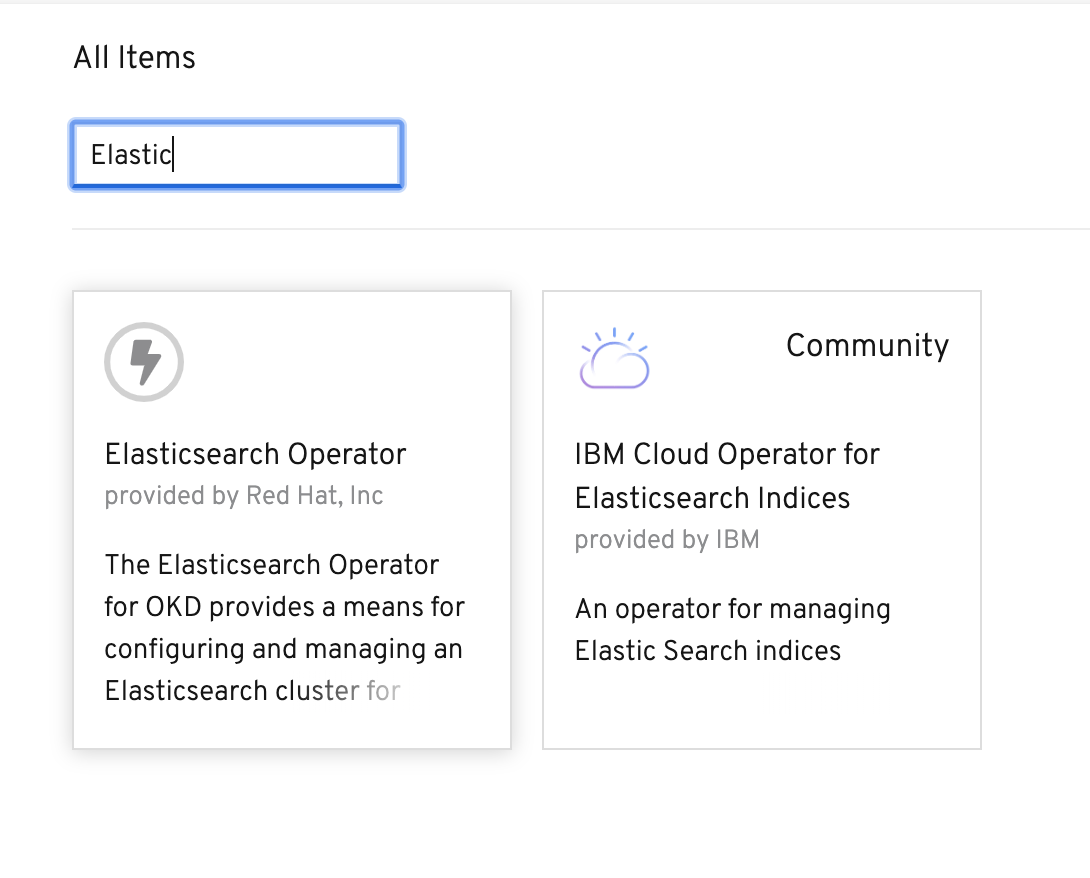 All Items
Elastic
Elasticsearch Operator
provided by Red Hat, Inc
The Elasticsearch Operator
for OKD provides a means for
configuring and managing an
Elasticsearch cluster for
Community
IBM Cloud Operator for
Elasticsearch Indices
provided by IBM
An operator for managing
Elastic Search indices